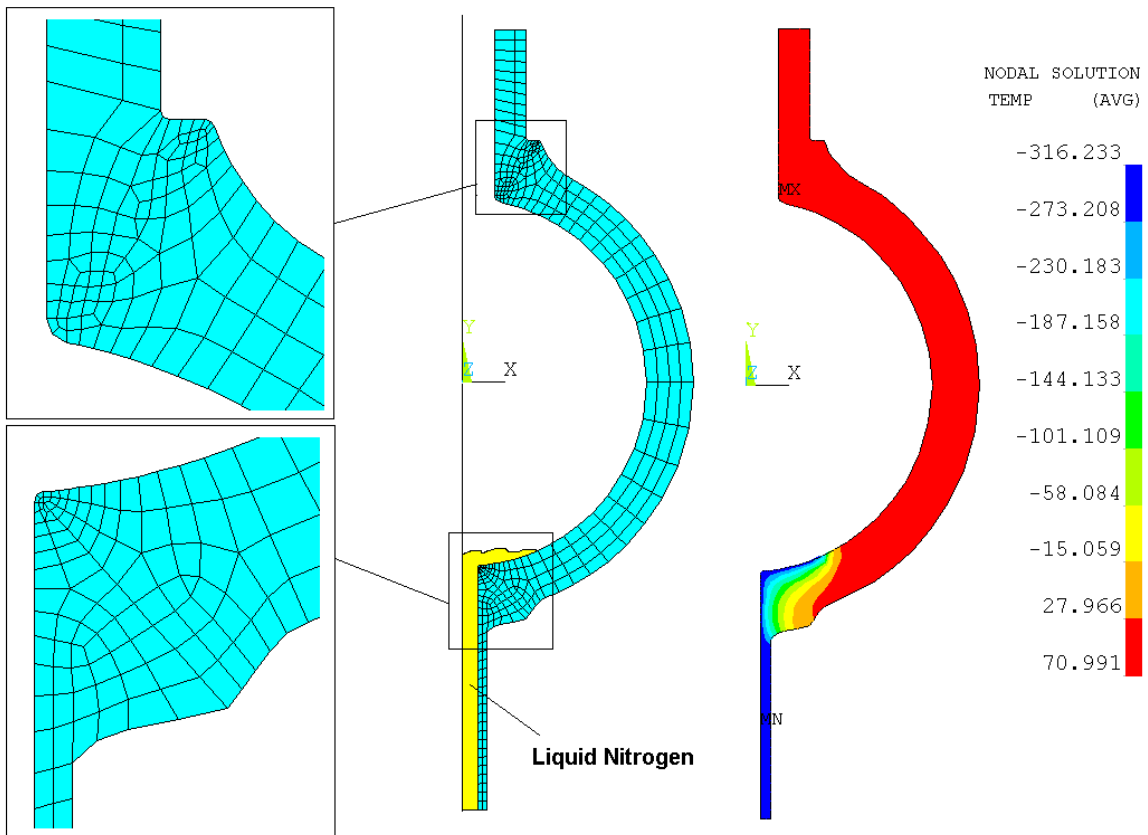 NODAL SOLUTION
TEMP (AVG)
-316.233
-273.208
-230.183
-187.158
-144.133
-101.109
-58.084
-15.059
27.966
70.991
MX
Y
Z X
Y
Z X
MN
Liquid Nitrogen